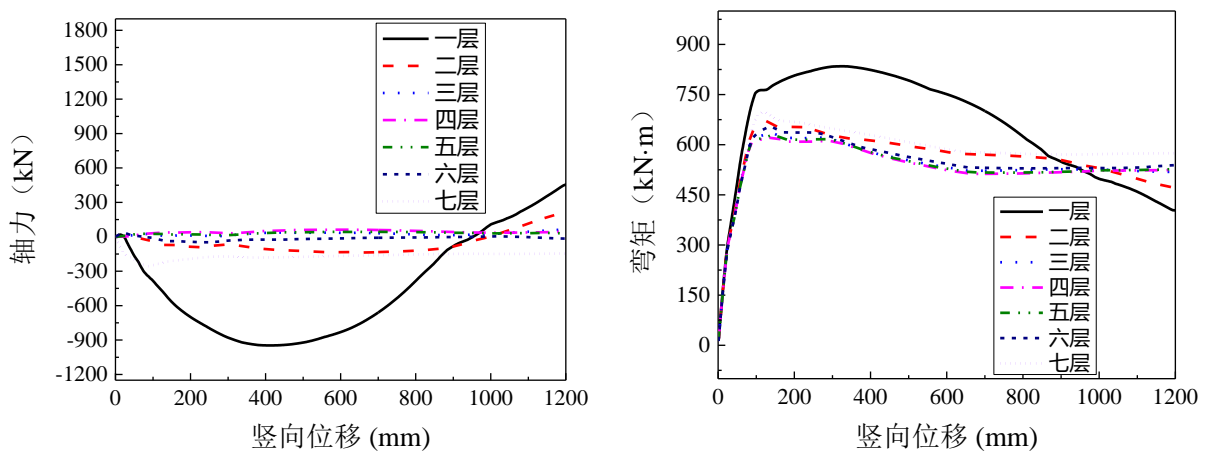 1800
1500
1200
900
600
300
0
-300
-600
-900
-1200
轴力（kN）
0
200
400
600
800
1000
1200
竖向位移 (mm)
一层
二层
三层
四层
五层
六层
七层
900
750
600
450
300
150
0
弯矩（kN·m）
0
200
400
600
800
1000
1200
竖向位移 (mm)
一层
二层
三层
四层
五层
六层
七层